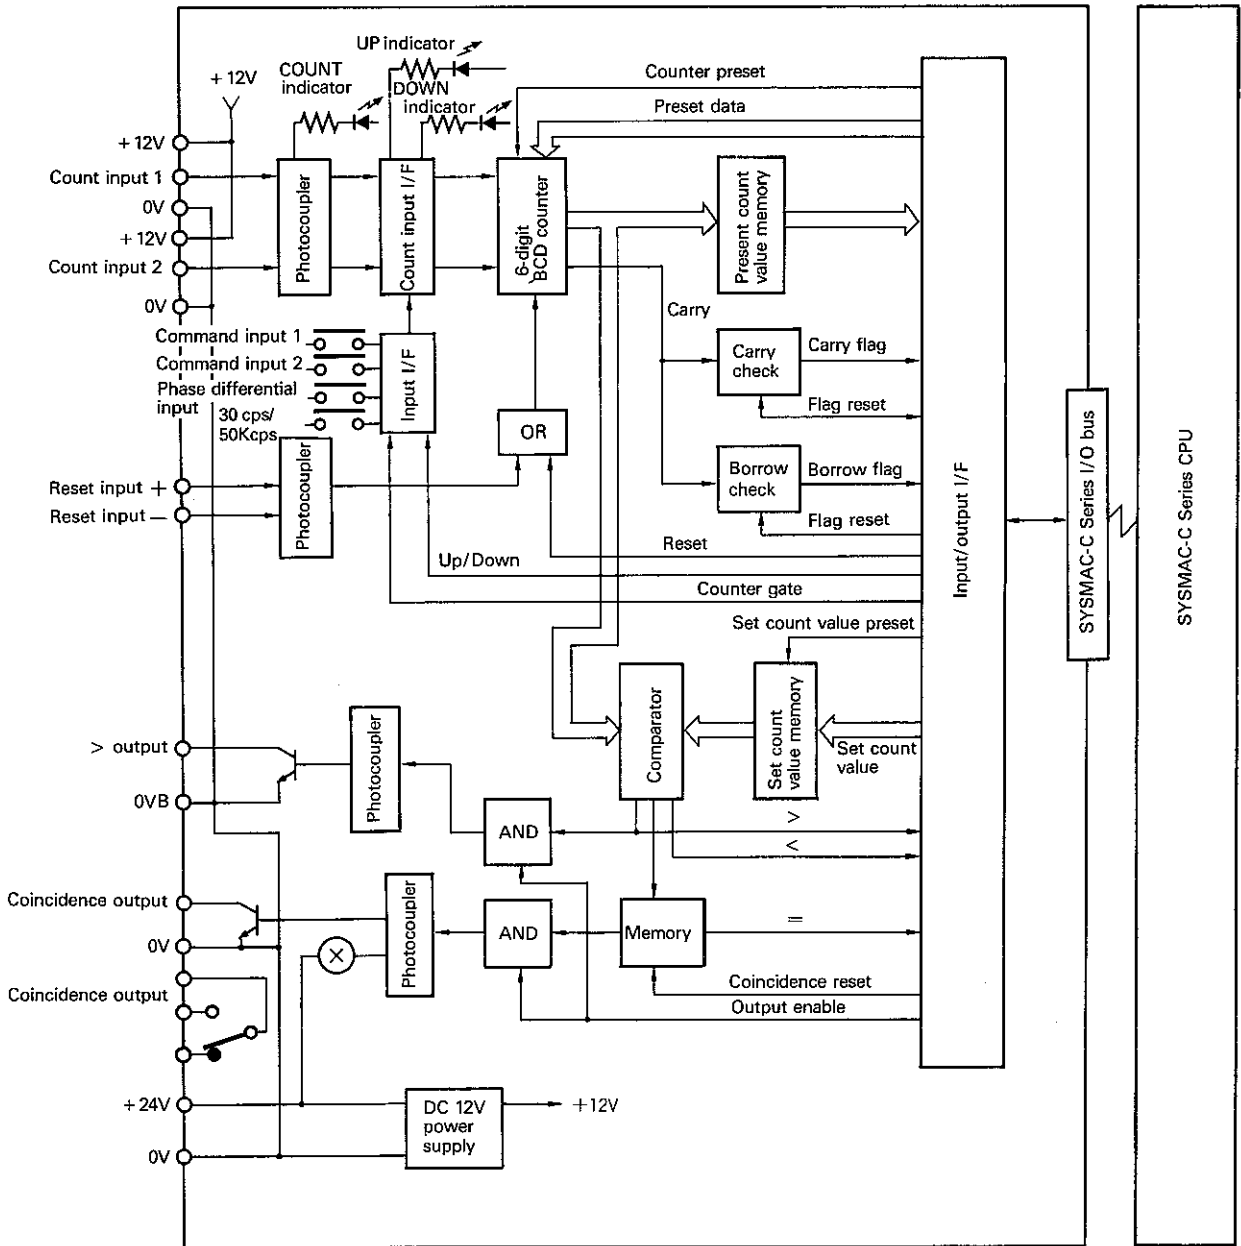 UP indicator
COUNT
indicator
+12V
DOWN
indicator
Counter preset
Preset data
+12V
Count input 1
0V
+12V
Count input 2
0V
Photocoupler
Count input I/F
6-digit
BCD counter
Present count
value memory
Carry
Command input 1
Command input 2
Phase differential
input
30 cps/
50Kcps
Input I/F
Carry
check
Carry flag
Flag reset
OR
Borrow
check
Borrow flag
Flag reset
Reset input +
Reset input −
Photocoupler
Reset
Up/Down
Counter gate
Input/output I/F
SYSMAC-C Series I/O bus
SYSMAC-C Series CPU
Set count value preset
Comparator
Set count
value memory
Set count
value
> output
0VB
Photocoupler
AND
>
<
Coincidence output
0V
Photocoupler
AND
Memory
=
Coincidence reset
Output enable
Coincidence output
+24V
0V
DC 12V
power
supply
+12V